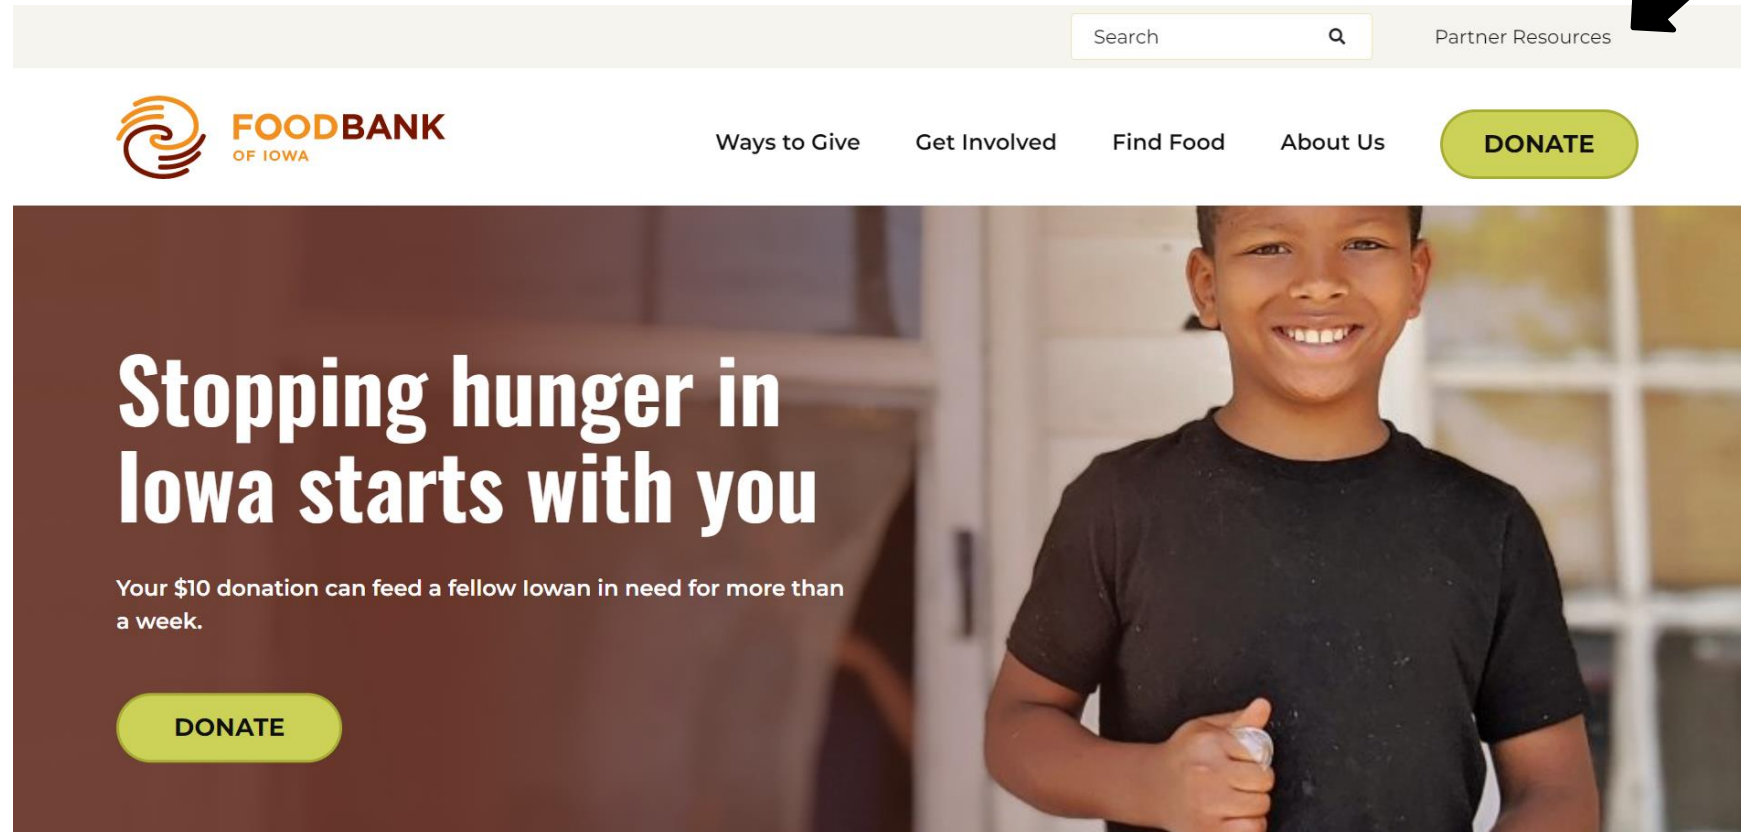 Search
Partner Resources
FOODBANK
OF IOWA
Ways to Give
Get Involved
Find Food
About Us
DONATE
Stopping hunger in
Iowa starts with you
Your $10 donation can feed a fellow Iowan in need for more than
a week.
DONATE